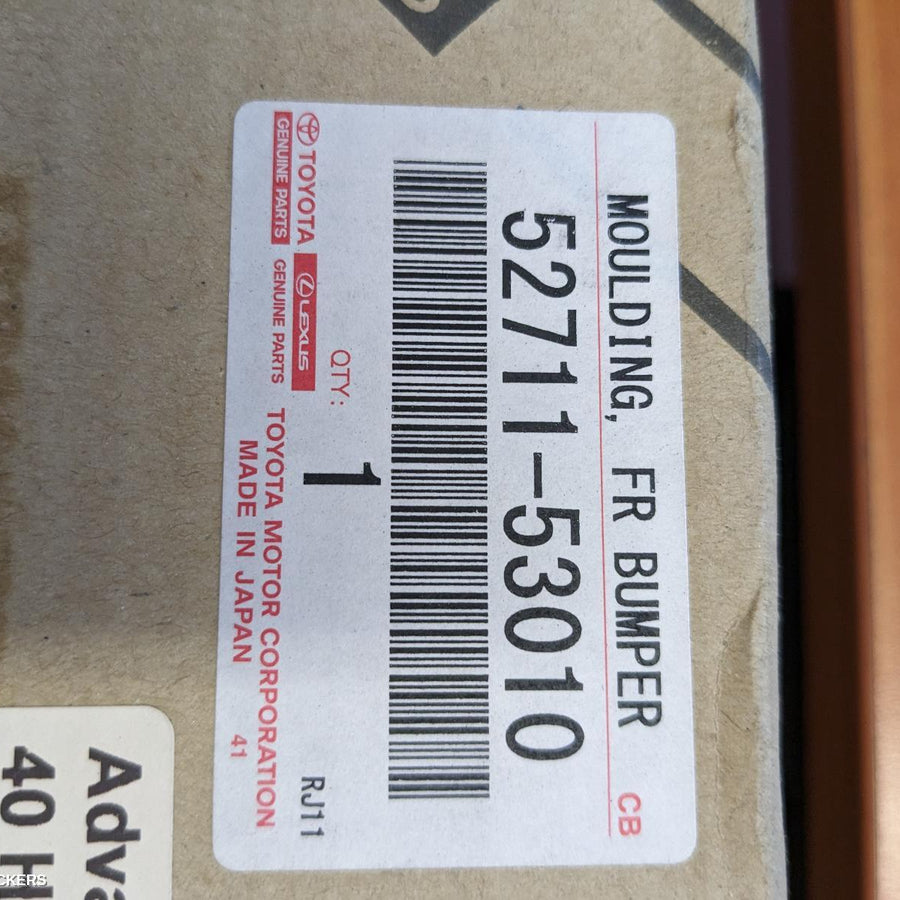 MOULDING, FR BUMPER
CB
52711-53010
QTY: 1
RJ11
TOYOTA
GENUINE PARTS
LEXUS
GENUINE PARTS
TOYOTA MOTOR CORPORATION
MADE IN JAPAN
41
40